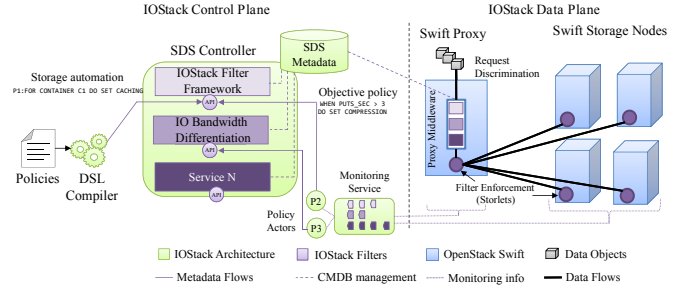 IOStack Control Plane
IOStack Data Plane
SDS Controller
SDS
Metadata
Swift Proxy
Swift Storage Nodes
Storage automation
P1:FOR CONTAINER C1 DO SET CACHING
IOStack Filter
Framework
API
Objective policy
WHEN PUTS_SEC > 3
DO SET COMPRESSION
Request
Discrimination
IO Bandwidth
Differentiation
API
Proxy Middleware
Policies
DSL
Compiler
Service N
API
Policy
Actors
P2
P3
Monitoring
Service
Filter Enforcement
(Storlets)
IOStack Architecture
IOStack Filters
OpenStack Swift
Data Objects
Metadata Flows
CMDB management
Monitoring info
Data Flows